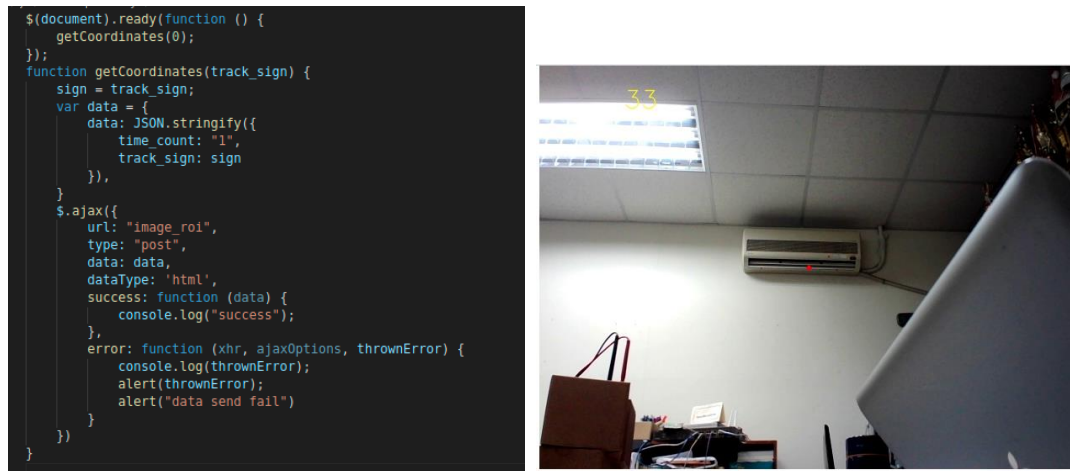 $(document).ready(function () {
    getCoordinates(0);
});
function getCoordinates(track_sign) {
    sign = track_sign;
    var data = {
        data: JSON.stringify({
            time_count: "1",
            track_sign: sign
        }),
    }
    $.ajax({
        url: "image_roi",
        type: "post",
        data: data,
        dataType: 'html',
        success: function (data) {
            console.log("success");
        },
        error: function (xhr, ajaxOptions, thrownError) {
            console.log(thrownError);
            alert(thrownError);
            alert("data send fail")
        }
    })
}
33